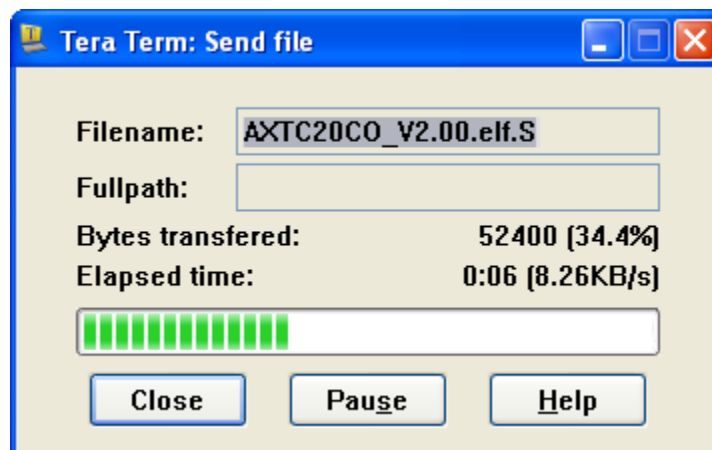 Tera Term: Send file
Filename: AXTC20CO_V2.00.elf.S
Fullpath:
Bytes transfered: 52400 (34.4%)
Elapsed time: 0:06 (8.26KB/s)
Close Pause Help